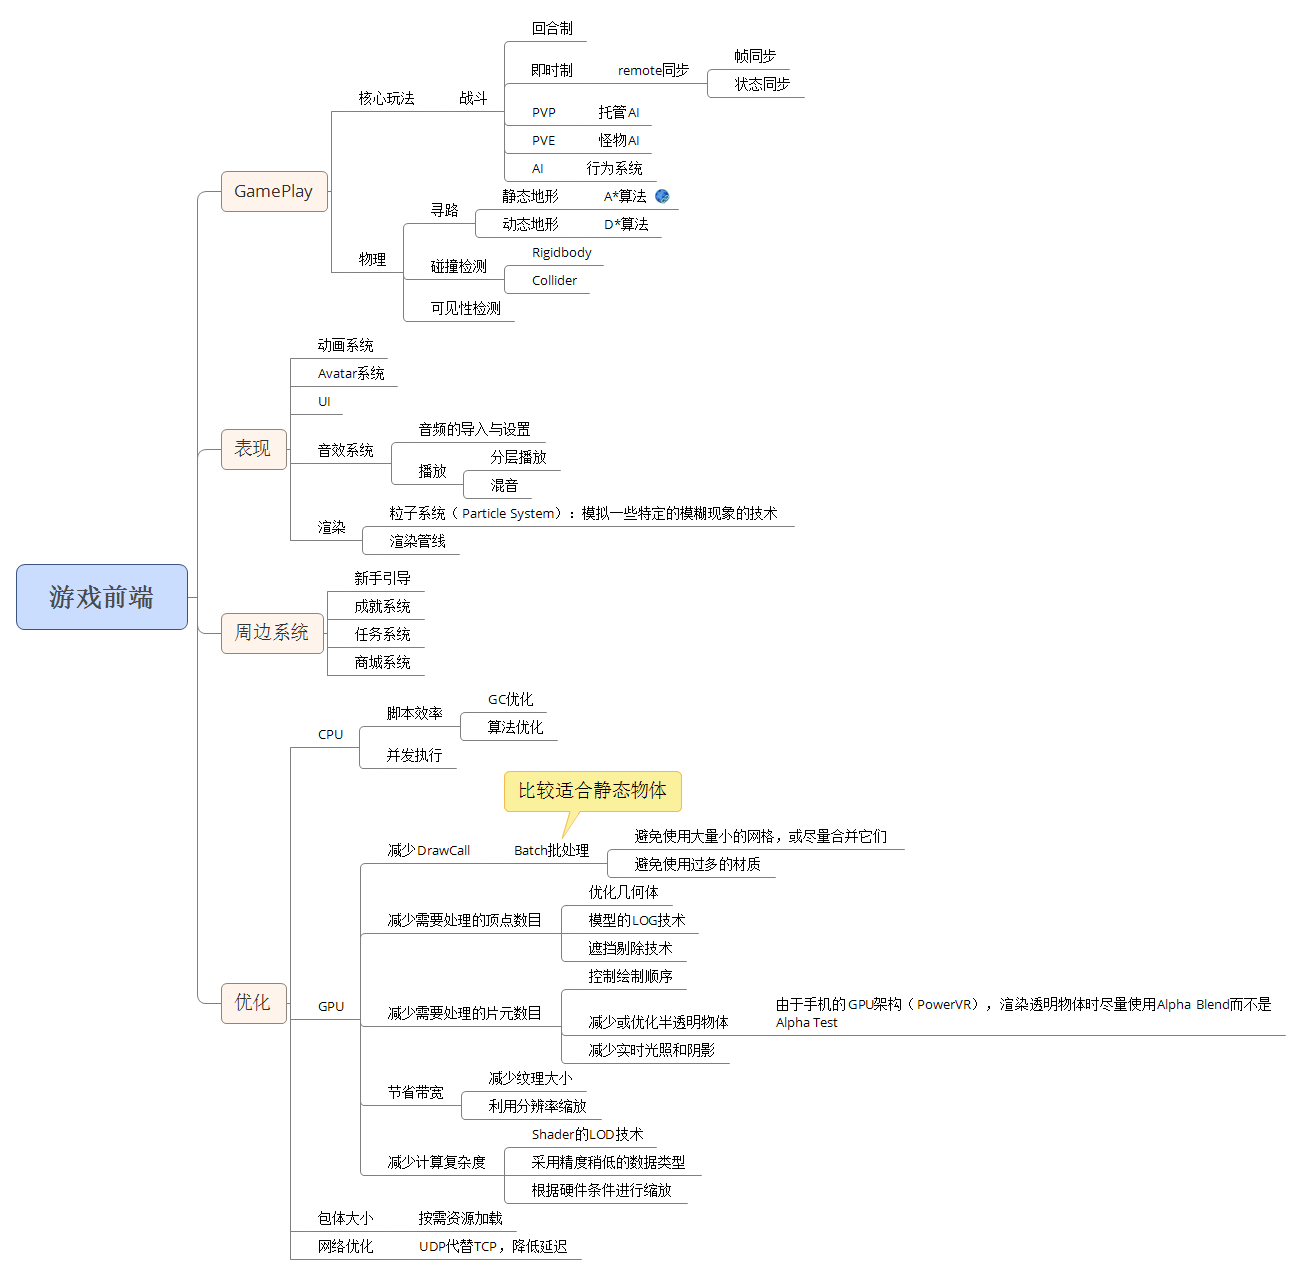 游戏前端
GamePlay
核心玩法
战斗
回合制
即时制
remote同步
帧同步
状态同步
PVP
托管AI
PVE
怪物AI
AI
行为系统
物理
寻路
静态地形
A*算法
动态地形
D*算法
碰撞检测
Rigidbody
Collider
可见性检测
表现
动画系统
Avatar系统
UI
音效系统
音频的导入与设置
播放
分层播放
混音
渲染
粒子系统（Particle System）：模拟一些特定的模糊现象的技术
渲染管线
周边系统
新手引导
成就系统
任务系统
商城系统
优化
CPU
脚本效率
GC优化
算法优化
并发执行
GPU
减少DrawCall
Batch批处理
比较适合静态物体
避免使用大量小的网格，或尽量合并它们
避免使用过多的材质
减少需要处理的顶点数目
优化几何体
模型的LOG技术
遮挡剔除技术
减少需要处理的片元数目
控制绘制顺序
减少或优化半透明物体
由于手机的GPU架构（PowerVR），渲染透明物体时尽量使用Alpha Blend而不是
Alpha Test
减少实时光照和阴影
节省带宽
减少纹理大小
利用分辨率缩放
减少计算复杂度
Shader的LOD技术
采用精度稍低的数据类型
根据硬件条件进行缩放
包体大小
按需资源加载
网络优化
UDP代替TCP，降低延迟